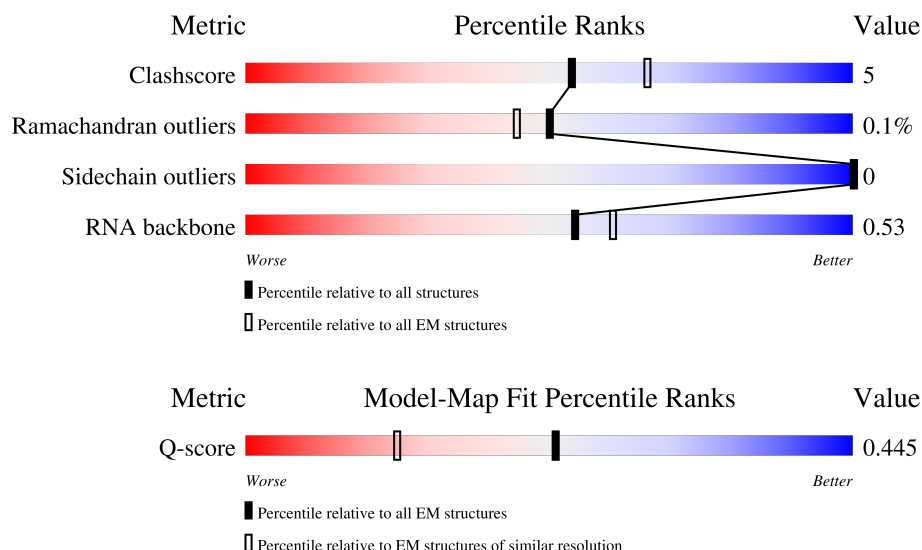 Metric Percentile Ranks Value
Clashscore 5
Ramachandran outliers 0.1%
Sidechain outliers 0
RNA backbone 0.53
Worse Better
Percentile relative to all structures
Percentile relative to all EM structures
Metric Model-Map Fit Percentile Ranks Value
Q-score 0.445
Worse Better
Percentile relative to all EM structures
Percentile relative to EM structures of similar resolution